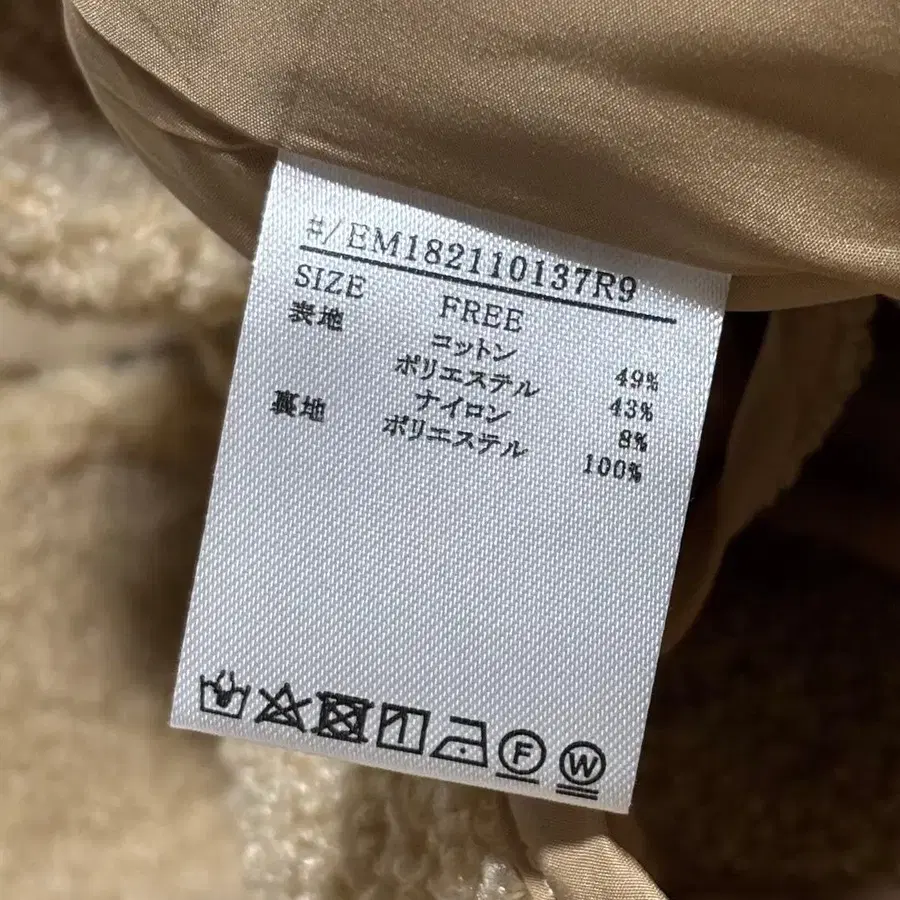 #/EM182110137R9
SIZE FREE
表地 コットン 49%
ポリエステル 43%
ナイロン 8%
裏地 ポリエステル 100%
F W